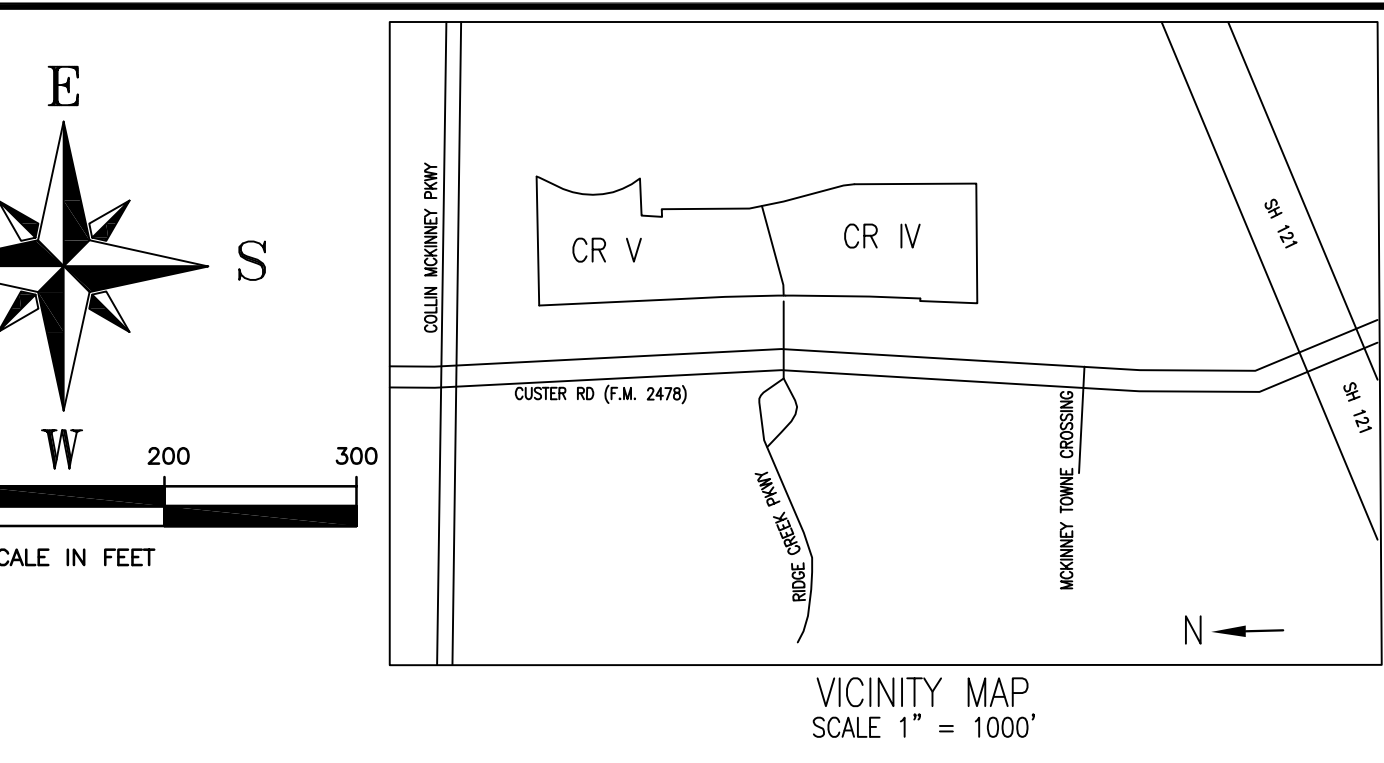 E
S
W
200 300
CALE IN FEET
COLLIN MCKINNEY PKWY
CR V
CR IV
SH 121
SH 121
CUSTER RD (F.M. 2478)
RIDGE CREEK PKWY
MCKINNEY TOWNE CROSSING
N
VICINITY MAP
SCALE 1" = 1000'